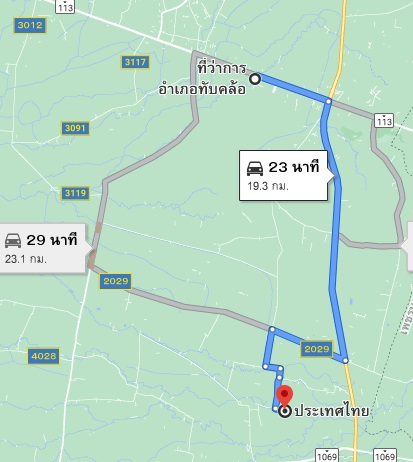 113
3012
3117
ที่ว่าการ
อำเภอทับคล้อ
113
3091
23 นาที
19.3 กม.
3119
29 นาที
23.1 กม.
2029
2029
4028
ประเทศไทย
1069
1069